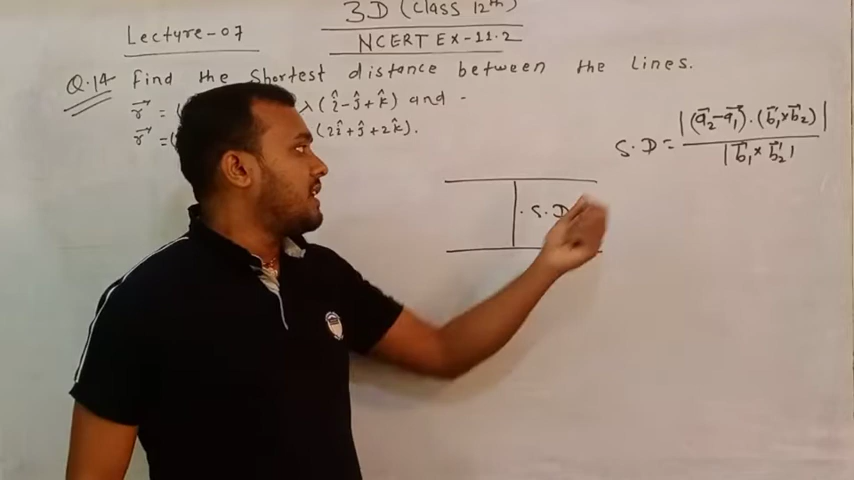 3D (Class 12th)
Lecture-07
NCERT EX-11.2
Q.14 Find the Shortest distance between the Lines.
r⃗ = ( λ(î-ĵ+k̂) and -
r⃗ =( (2î+ĵ+2k̂).
S.D= |(a⃗2-a⃗1).(b⃗1×b⃗2)| / |b⃗1×b⃗2|
S.D